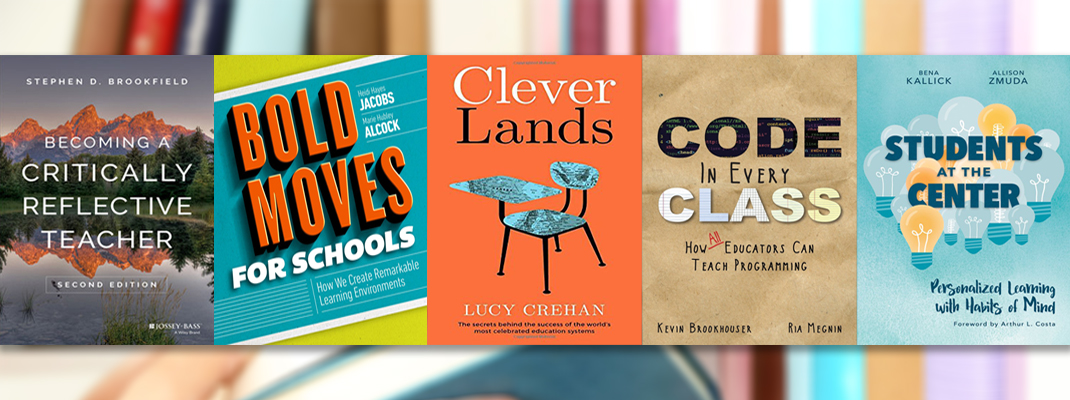 STEPHEN D. BROOKFIELD
BECOMING A
CRITICALLY
REFLECTIVE
TEACHER
SECOND EDITION
JOSSEY-BASS
A Wiley Brand
BOLD
MOVES
FOR SCHOOLS
Heidi Hayes
JACOBS
Marie Hubley
ALCOCK
How We Create Remarkable
Learning Environments
Clever
Lands
LUCY CREHAN
The secrets behind the success of the world's
most celebrated education systems
CODE
IN EVERY
CLASS
HOW All EDUCATORS CAN
TEACH PROGRAMMING
KEVIN BROOKHOUSER RIA MEGNIN
BENA
KALLICK
ALLISON
ZMUDA
STUDENTS
AT THE
CENTER
Personalized Learning
with Habits of Mind
Foreword by Arthur L. Costa